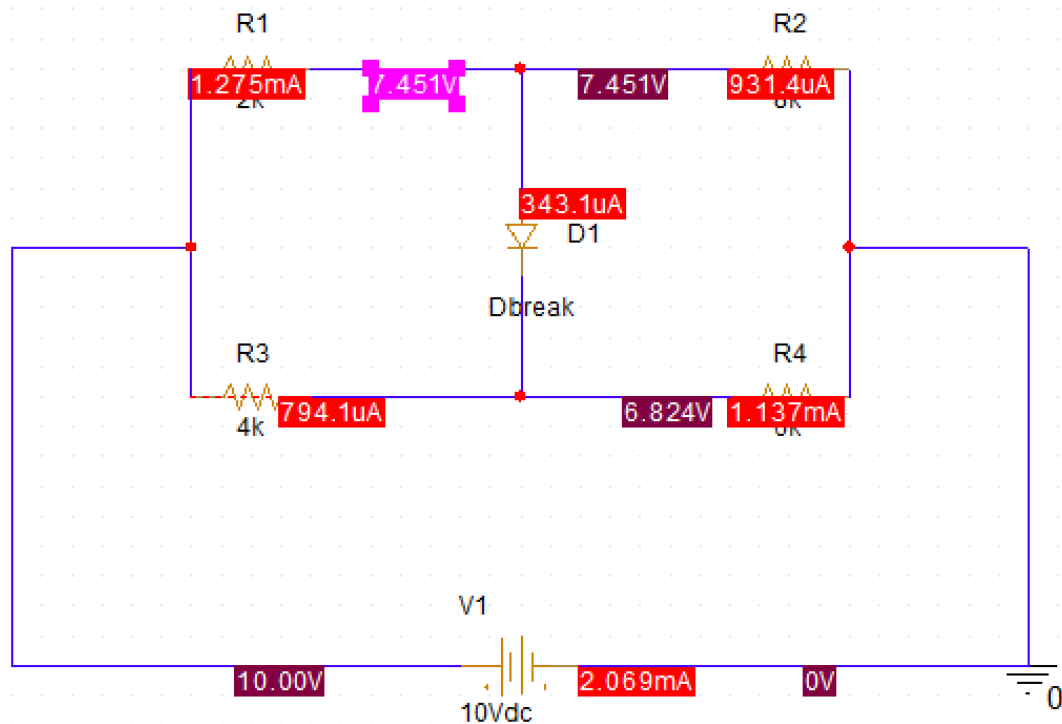 R1
R2
1.275mA
7.451V
7.451V
931.4uA
343.1uA
D1
Dbreak
R3
R4
794.1uA
6.824V
1.137mA
4k
V1
10.00V
2.069mA
0V
0
10Vdc